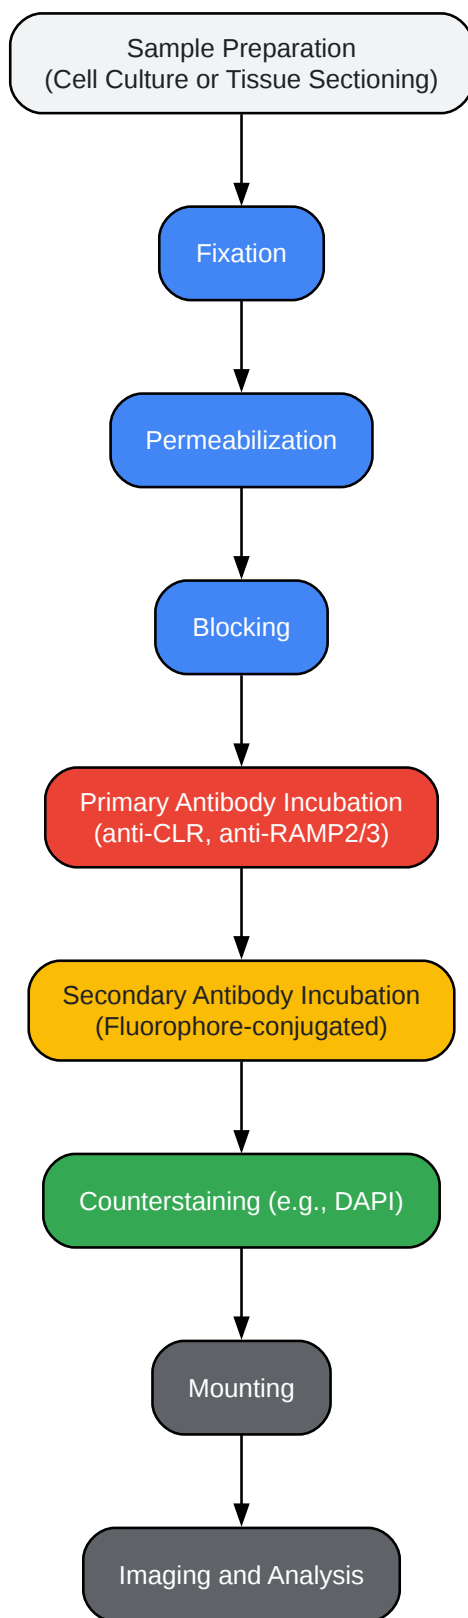 Sample Preparation
(Cell Culture or Tissue Sectioning)
Fixation
Permeabilization
Blocking
Primary Antibody Incubation
(anti-CLR, anti-RAMP2/3)
Secondary Antibody Incubation
(Fluorophore-conjugated)
Counterstaining (e.g., DAPI)
Mounting
Imaging and Analysis